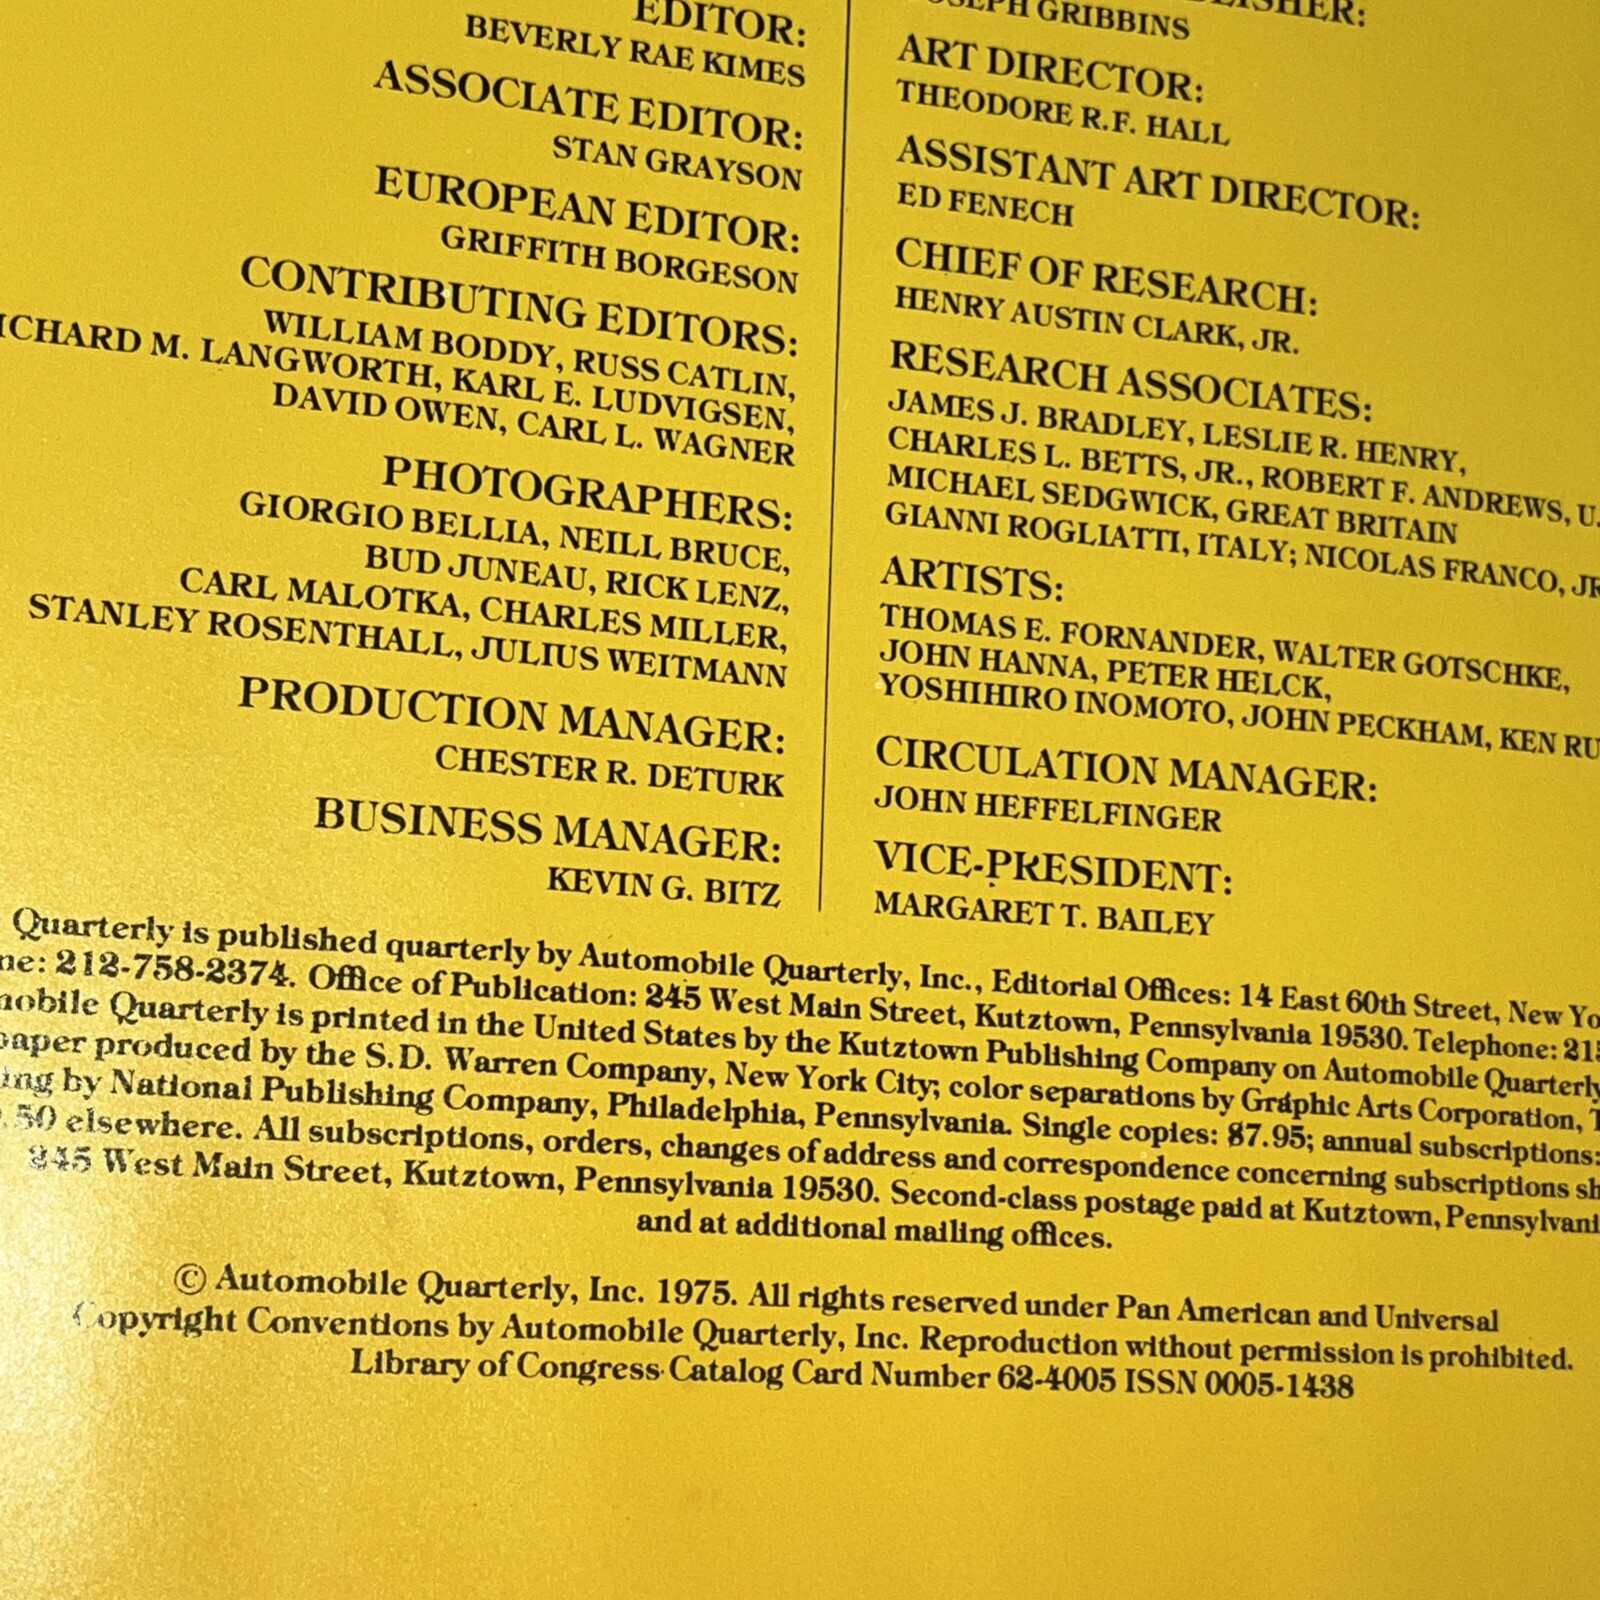 EDITOR:
BEVERLY RAE KIMES
ASSOCIATE EDITOR:
STAN GRAYSON
EUROPEAN EDITOR:
GRIFFITH BORGESON
CONTRIBUTING EDITORS:
WILLIAM BODDY, RUSS CATLIN,
ICHARD M. LANGWORTH, KARL E. LUDVIGSEN,
DAVID OWEN, CARL L. WAGNER
PHOTOGRAPHERS:
GIORGIO BELLIA, NEILL BRUCE,
BUD JUNEAU, RICK LENZ,
CARL MALOTKA, CHARLES MILLER,
STANLEY ROSENTHALL, JULIUS WEITMANN
PRODUCTION MANAGER:
CHESTER R. DETURK
BUSINESS MANAGER:
KEVIN G. BITZ
GRIBBINS
ART DIRECTOR:
THEODORE R.F. HALL
ASSISTANT ART DIRECTOR:
ED FENECH
CHIEF OF RESEARCH:
HENRY AUSTIN CLARK, JR.
RESEARCH ASSOCIATES:
JAMES J. BRADLEY, LESLIE R. HENRY,
CHARLES L. BETTS, JR., ROBERT F. ANDREWS, U.
MICHAEL SEDGWICK, GREAT BRITAIN
GIANNI ROGLIATTI, ITALY; NICOLAS FRANCO, JR
ARTISTS:
THOMAS E. FORNANDER, WALTER GOTSCHKE,
JOHN HANNA, PETER HELCK,
YOSHIHIRO INOMOTO, JOHN PECKHAM, KEN RU
CIRCULATION MANAGER:
JOHN HEFFELFINGER
VICE-PRESIDENT:
MARGARET T. BAILEY
Quarterly is published quarterly by Automobile Quarterly, Inc., Editorial Offices: 14 East 60th Street, New Yo
ne: 212-758-2374. Office of Publication: 245 West Main Street, Kutztown, Pennsylvania 19530. Telephone: 215
nobile Quarterly is printed in the United States by the Kutztown Publishing Company on Automobile Quarterly
paper produced by the S.D. Warren Company, New York City; color separations by Graphic Arts Corporation, T
ing by National Publishing Company, Philadelphia, Pennsylvania. Single copies: $7.95; annual subscriptions:
.50 elsewhere. All subscriptions, orders, changes of address and correspondence concerning subscriptions sh
245 West Main Street, Kutztown, Pennsylvania 19530. Second-class postage paid at Kutztown, Pennsylvani
and at additional mailing offices.
© Automobile Quarterly, Inc. 1975. All rights reserved under Pan American and Universal
Copyright Conventions by Automobile Quarterly, Inc. Reproduction without permission is prohibited.
Library of Congress Catalog Card Number 62-4005 ISSN 0005-1438